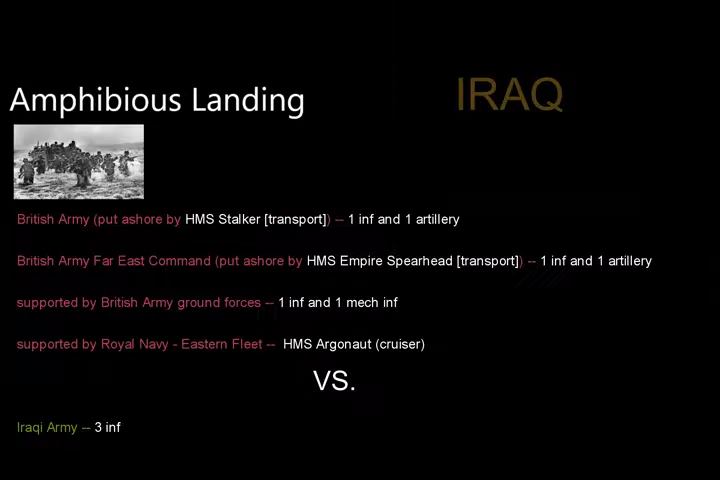 IRAQ
Amphibious Landing
British Army (put ashore by HMS Stalker [transport]) -- 1 inf and 1 artillery
British Army Far East Command (put ashore by HMS Empire Spearhead [transport]) -- 1 inf and 1 artillery
supported by British Army ground forces -- 1 inf and 1 mech inf
supported by Royal Navy - Eastern Fleet -- HMS Argonaut (cruiser)
VS.
Iraqi Army -- 3 inf